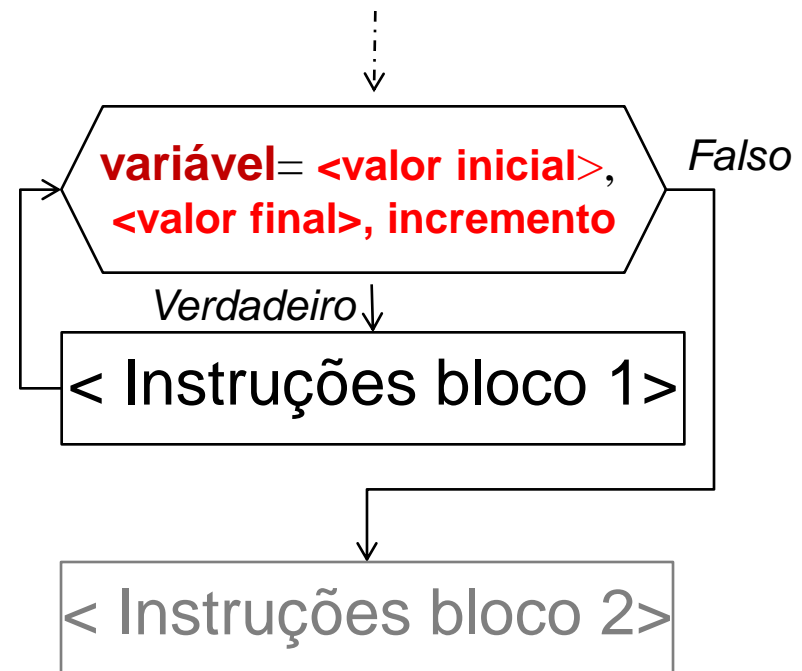 variável= <valor inicial>,
<valor final>, incremento
Falso
Verdadeiro
< Instruções bloco 1>
< Instruções bloco 2>